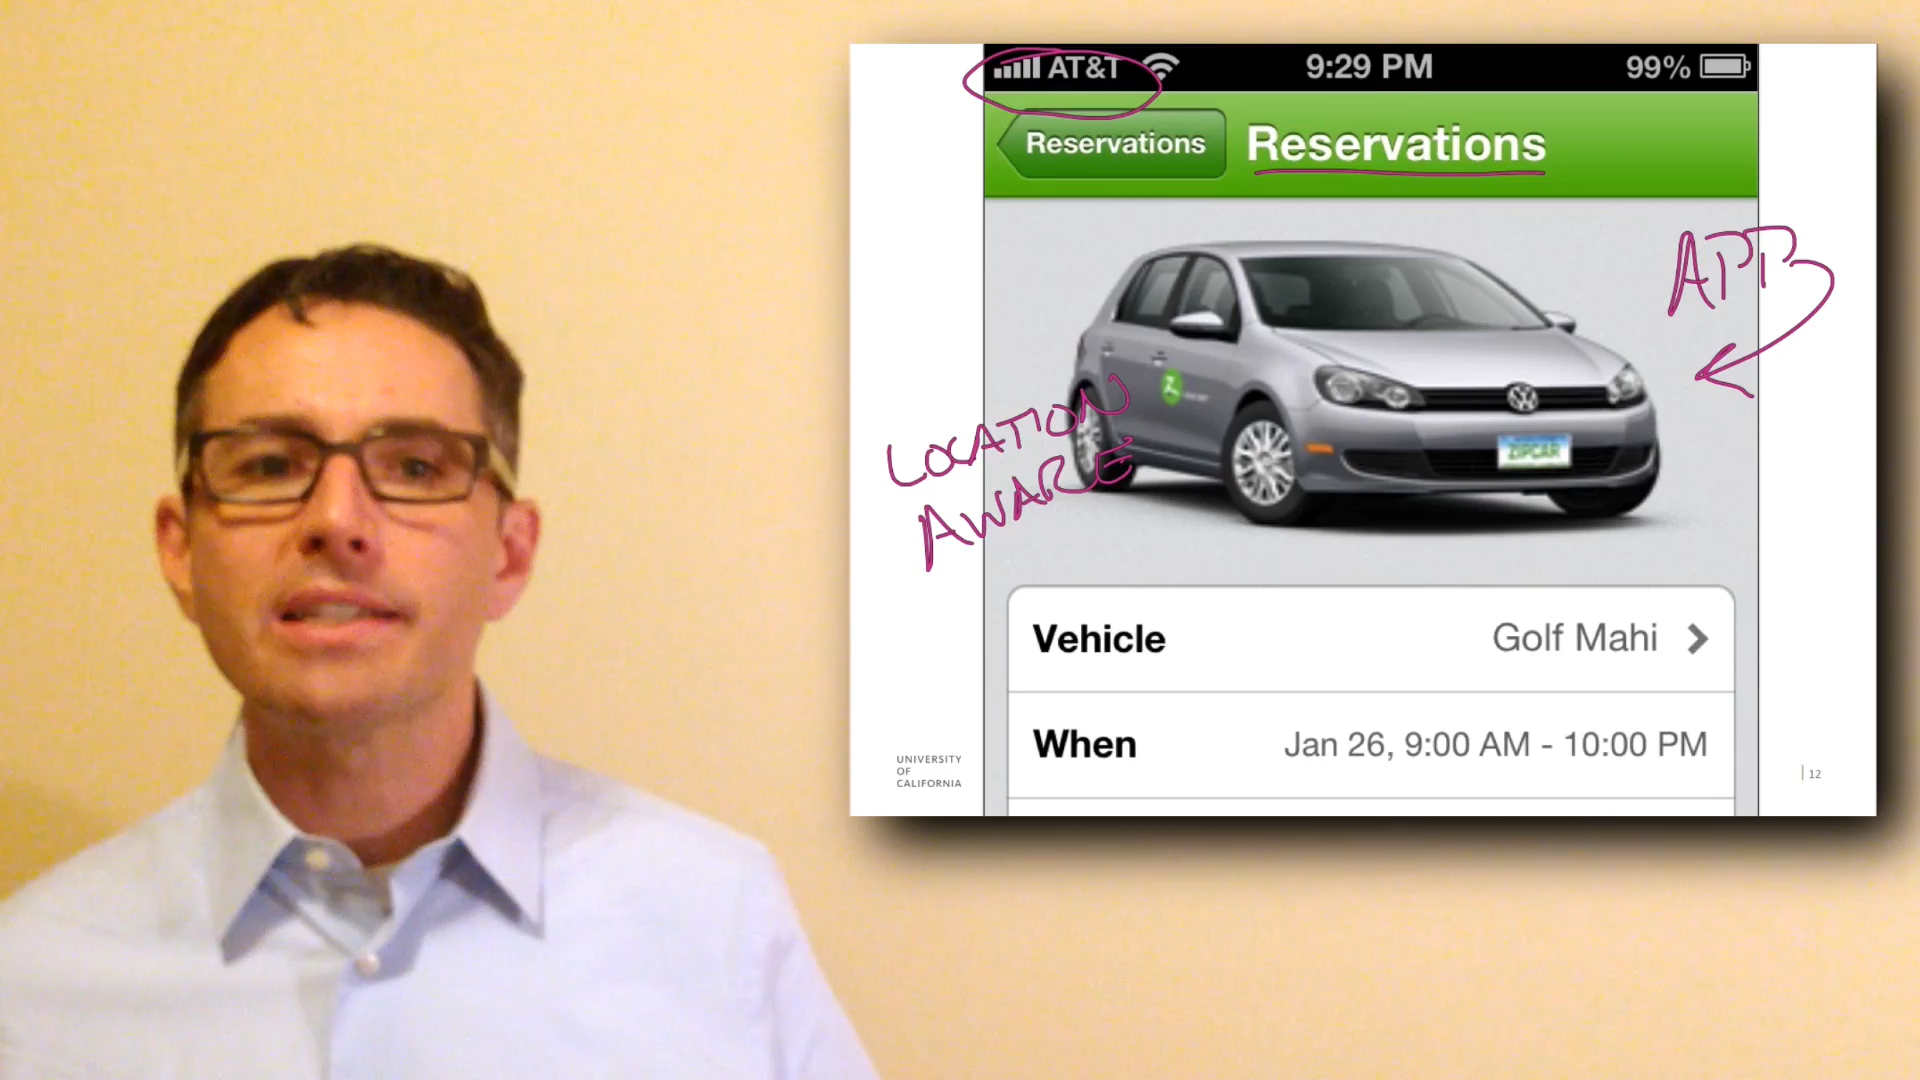 AT&T 9:29 PM 99%
Reservations Reservations
APP
LOCATION
AWARE
ZIPCAR
Vehicle Golf Mahi
When Jan 26, 9:00 AM - 10:00 PM
UNIVERSITY
OF
CALIFORNIA
12